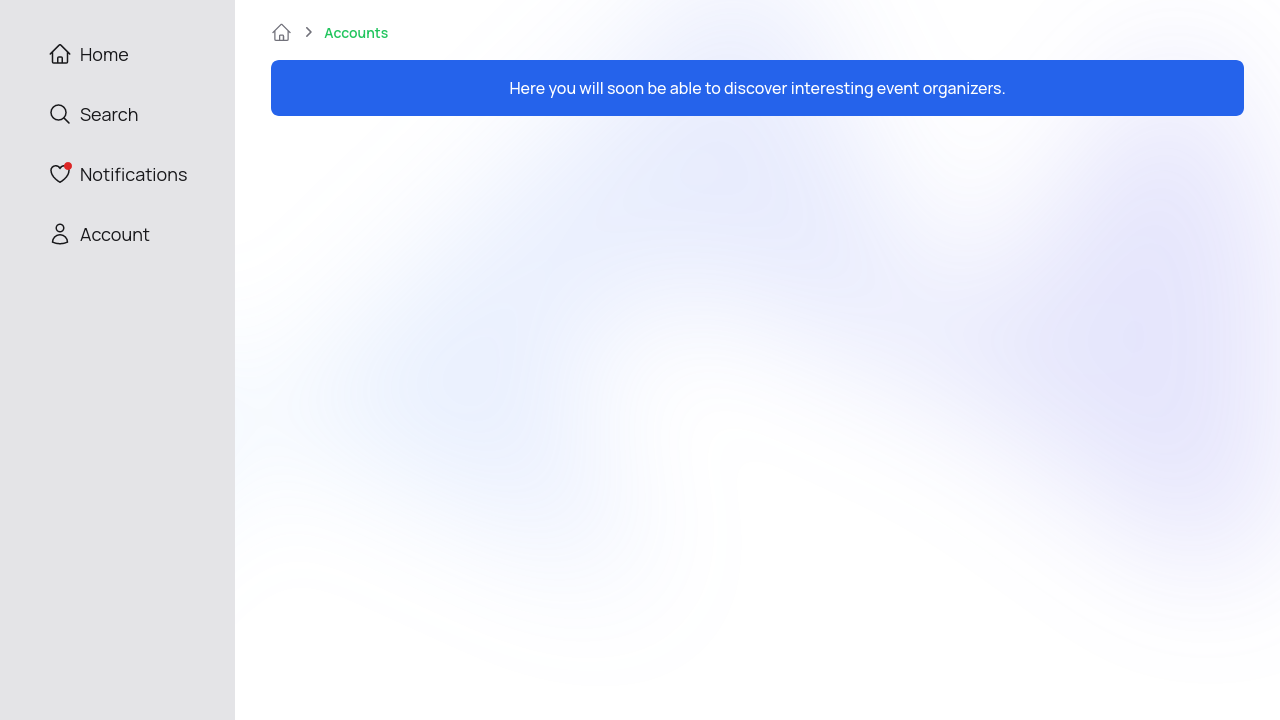 Home
Search
Notifications
Account
Accounts
Here you will soon be able to discover interesting event organizers.